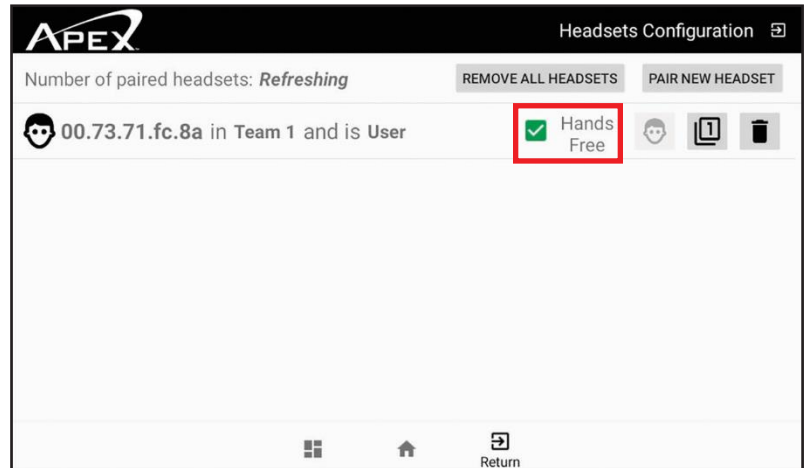 APEX
Headsets Configuration
Number of paired headsets: Refreshing
REMOVE ALL HEADSETS
PAIR NEW HEADSET
00.73.71.fc.8a in Team 1 and is User
Hands
Free
1
Return